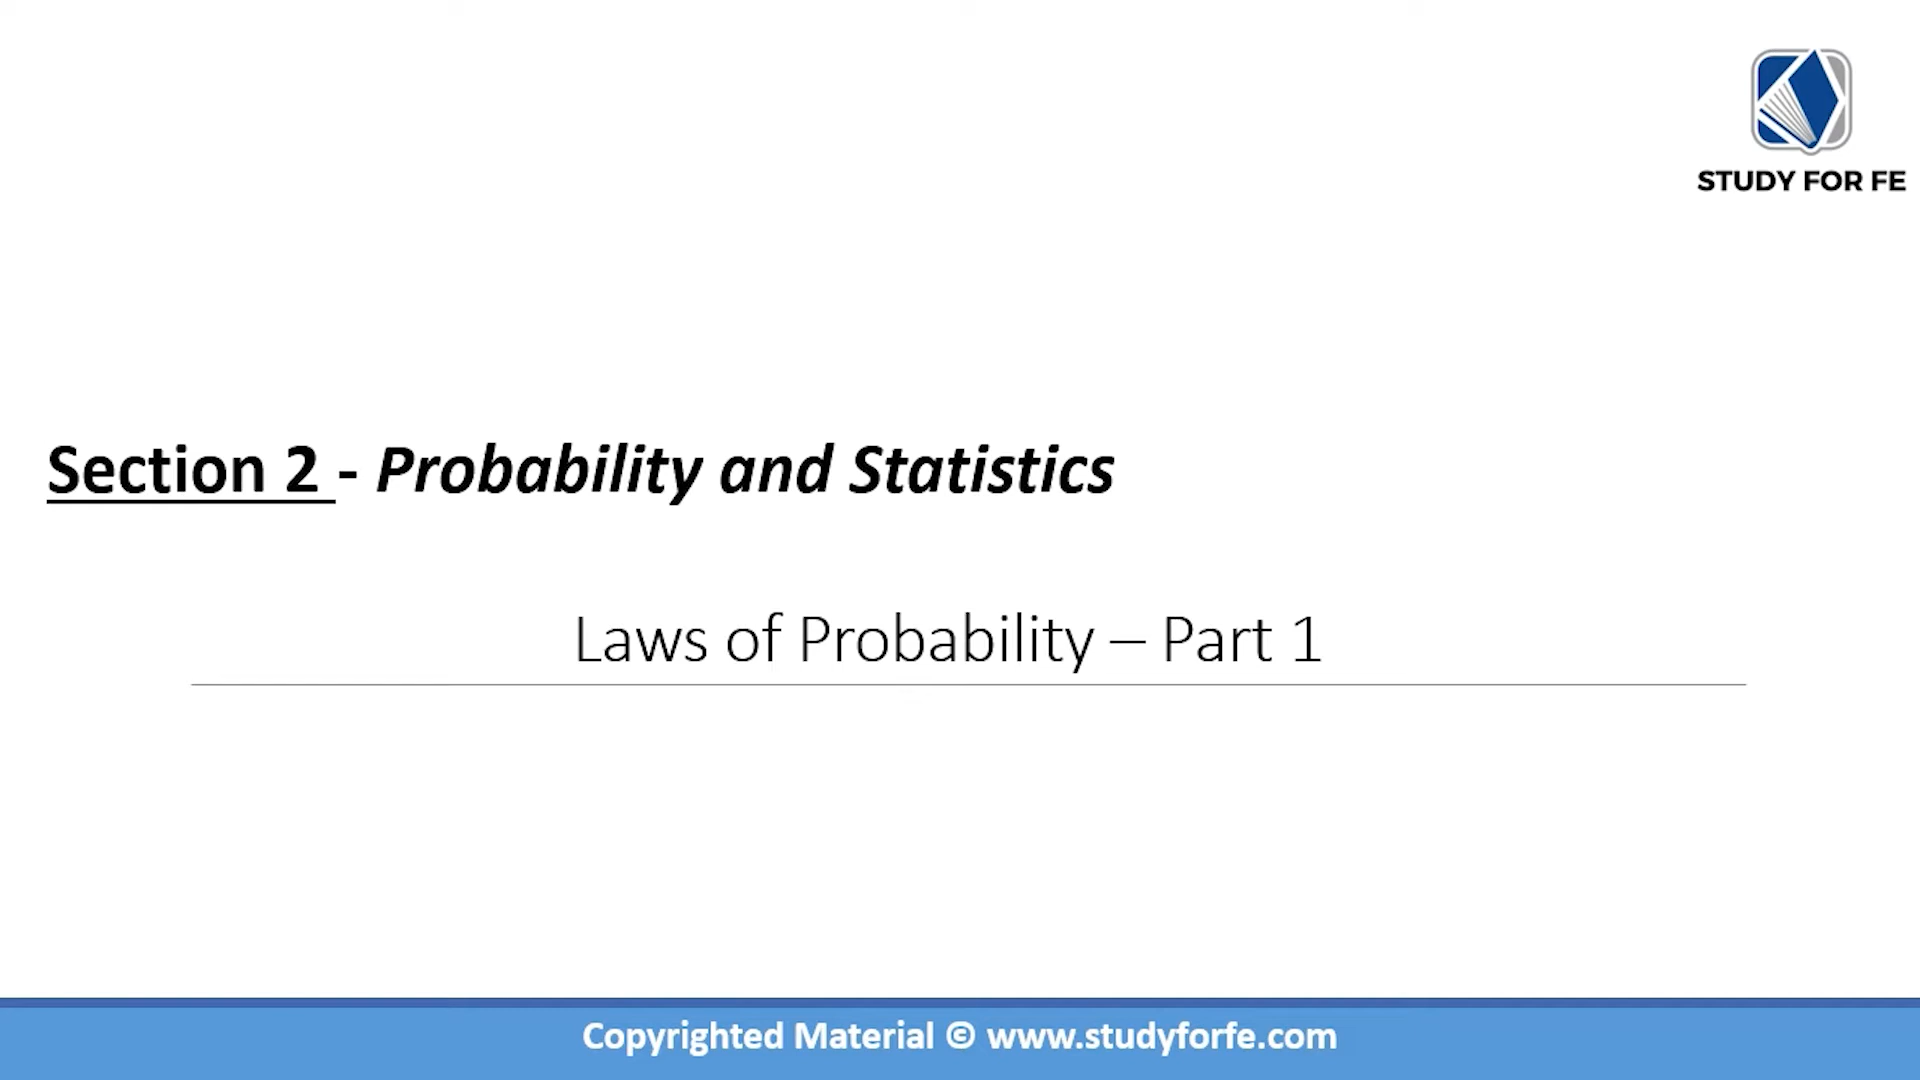 STUDY FOR FE
Section 2 - Probability and Statistics
Laws of Probability – Part 1
Copyrighted Material © www.studyforfe.com